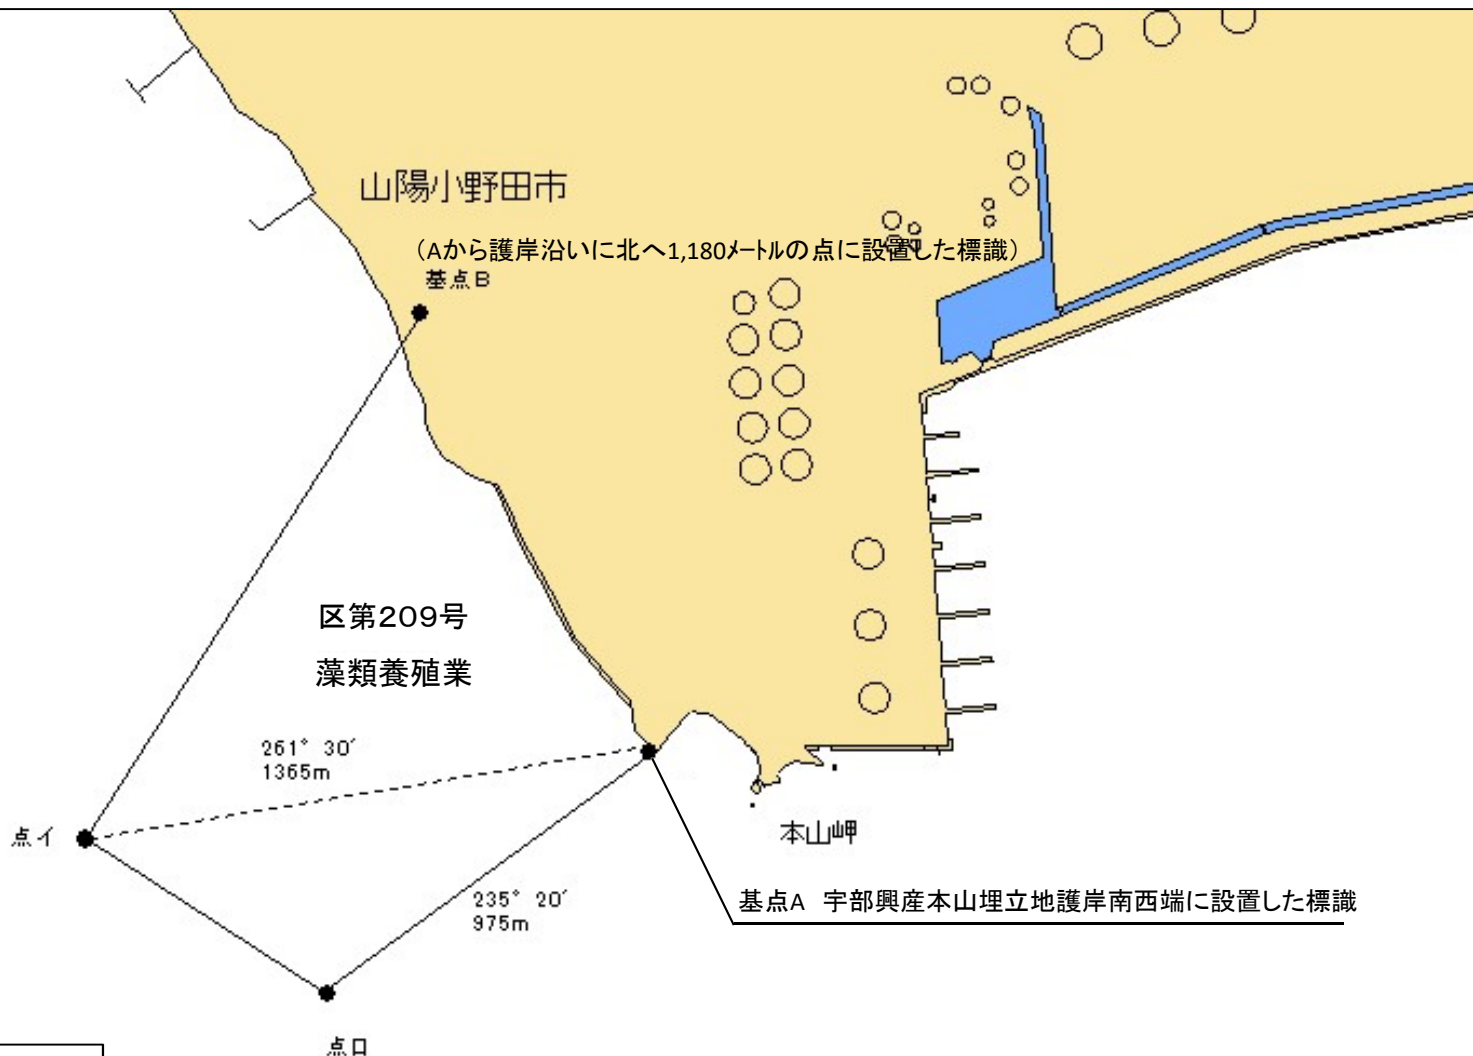 山陽小野田市
（Aから護岸沿いに北へ1,180メートルの点に設置した標識）
基点B
区第209号
藻類養殖業
261° 30′
1365m
点イ
本山岬
235° 20′
975m
基点A　宇部興産本山埋立地護岸南西端に設置した標識
点ロ